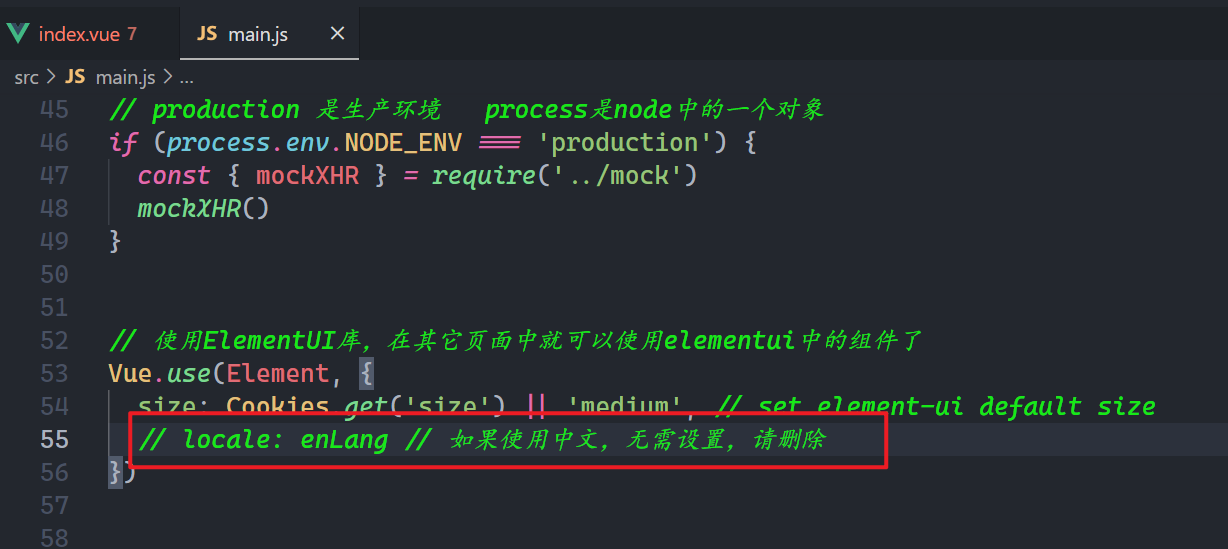 index.vue 7
JS main.js ×
src > JS main.js > ...
45 // production 是生产环境   process是node中的一个对象
46 if (process.env.NODE_ENV === 'production') {
47   const { mockXHR } = require('../mock')
48   mockXHR()
49 }
50
51
52 // 使用ElementUI库，在其它页面中就可以使用elementui中的组件了
53 Vue.use(Element, {
54   size: Cookies.get('size') || 'medium', // set element-ui default size
55   // locale: enLang // 如果使用中文，无需设置，请删除
56 })
57
58